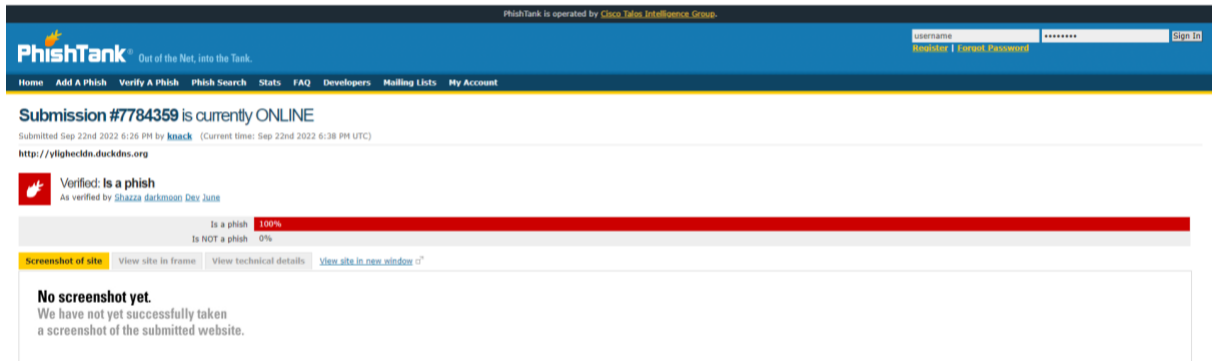 PhishTank is operated by Cisco Talos Intelligence Group.
PhishTank® Out of the Net, into the Tank.
username
••••••••
Sign In
Register | Forgot Password
Home Add A Phish Verify A Phish Phish Search Stats FAQ Developers Mailing Lists My Account
Submission #7784359 is currently ONLINE
Submitted Sep 22nd 2022 6:26 PM by knack (Current time: Sep 22nd 2022 6:38 PM UTC)
http://ylighecldn.duckdns.org
Verified: Is a phish
As verified by Shazza darkmoon Dev June
Is a phish 100%
Is NOT a phish 0%
Screenshot of site View site in frame View technical details View site in new window
No screenshot yet.
We have not yet successfully taken
a screenshot of the submitted website.